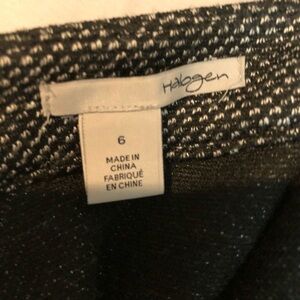 Halogen
6
MADE IN
CHINA
FABRIQUÉ
EN CHINE